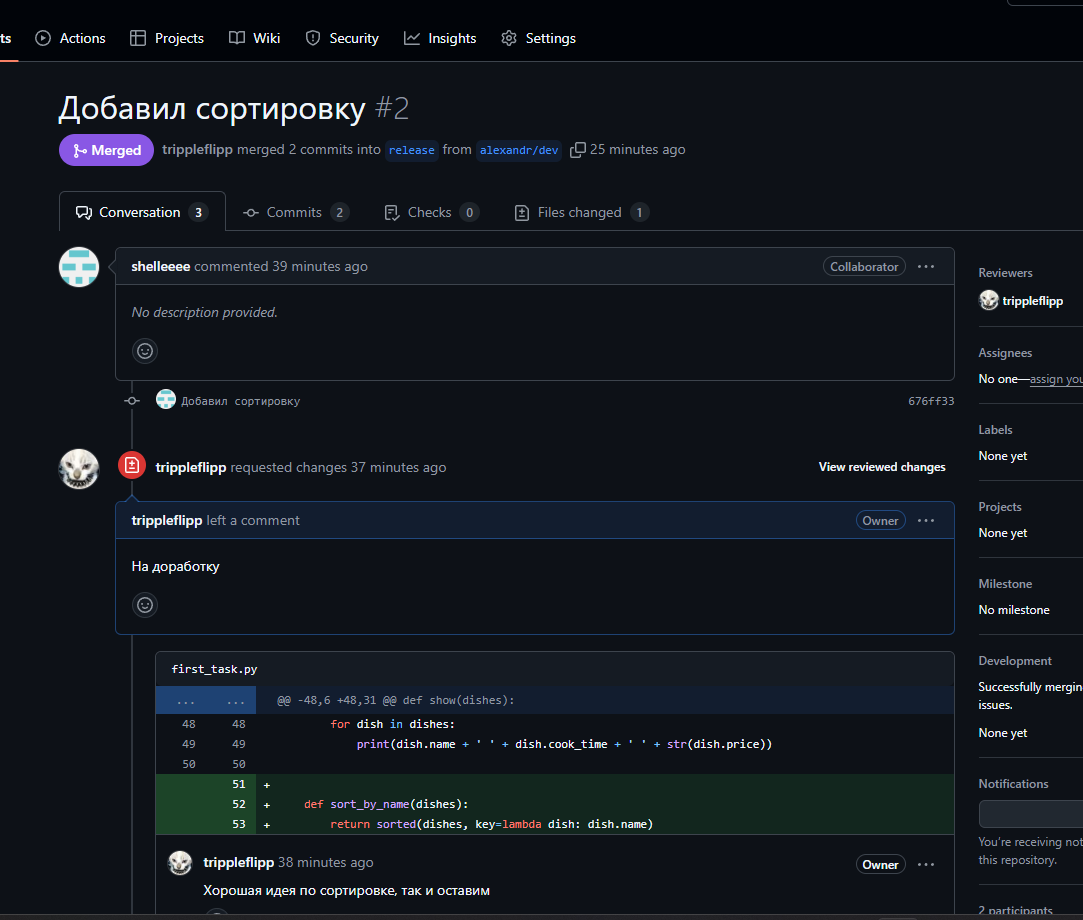 ts Actions Projects Wiki Security Insights Settings
Добавил сортировку #2
Merged trippleflipp merged 2 commits into release from alexandr/dev 25 minutes ago
Conversation 3 Commits 2 Checks 0 Files changed 1
shelleeee commented 39 minutes ago Collaborator ...
No description provided.
Добавил сортировку 676ff33
trippleflipp requested changes 37 minutes ago View reviewed changes
trippleflipp left a comment Owner ...
На доработку
first_task.py
... ... @@ -48,6 +48,31 @@ def show(dishes):
48 48 for dish in dishes:
49 49 print(dish.name + ' ' + dish.cook_time + ' ' + str(dish.price))
50 50
51 +
52 + def sort_by_name(dishes):
53 + return sorted(dishes, key=lambda dish: dish.name)
trippleflipp 38 minutes ago Owner ...
Хорошая идея по сортировке, так и оставим
Reviewers
trippleflipp
Assignees
No one—assign you
Labels
None yet
Projects
None yet
Milestone
No milestone
Development
Successfully mergin
issues.
None yet
Notifications
You're receiving not
this repository.
2 participants